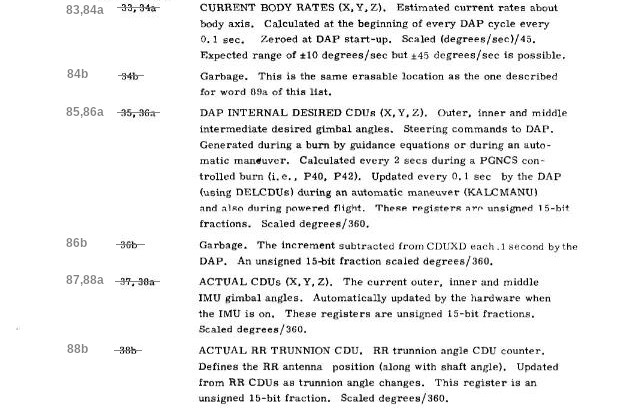 83,84a 33, 34a CURRENT BODY RATES (X, Y, Z). Estimated current rates about
body axis. Calculated at the beginning of every DAP cycle every
0.1 sec. Zeroed at DAP start-up. Scaled (degrees/sec)/45.
Expected range of ±10 degrees/sec but ±45 degrees/sec is possible.
84b 34b Garbage. This is the same erasable location as the one described
for word 89a of this list.
85,86a 35, 36a DAP INTERNAL DESIRED CDUs (X, Y, Z). Outer, inner and middle
intermediate desired gimbal angles. Steering commands to DAP.
Generated during a burn by guidance equations or during an auto-
matic maneuver. Calculated every 2 secs during a PGNCS con-
trolled burn (i.e., P40, P42). Updated every 0.1 sec by the DAP
(using DELCDUs) during an automatic maneuver (KALCMANU)
and also during powered flight. These registers are unsigned 15-bit
fractions. Scaled degrees/360.
86b 36b Garbage. The increment subtracted from CDUXD each .1 second by the
DAP. An unsigned 15-bit fraction scaled degrees/360.
87,88a 37, 38a ACTUAL CDUs (X, Y, Z). The current outer, inner and middle
IMU gimbal angles. Automatically updated by the hardware when
the IMU is on. These registers are unsigned 15-bit fractions.
Scaled degrees/360.
88b 38b ACTUAL RR TRUNNION CDU. RR trunnion angle CDU counter.
Defines the RR antenna position (along with shaft angle). Updated
from RR CDUs as trunnion angle changes. This register is an
unsigned 15-bit fraction. Scaled degrees/360.